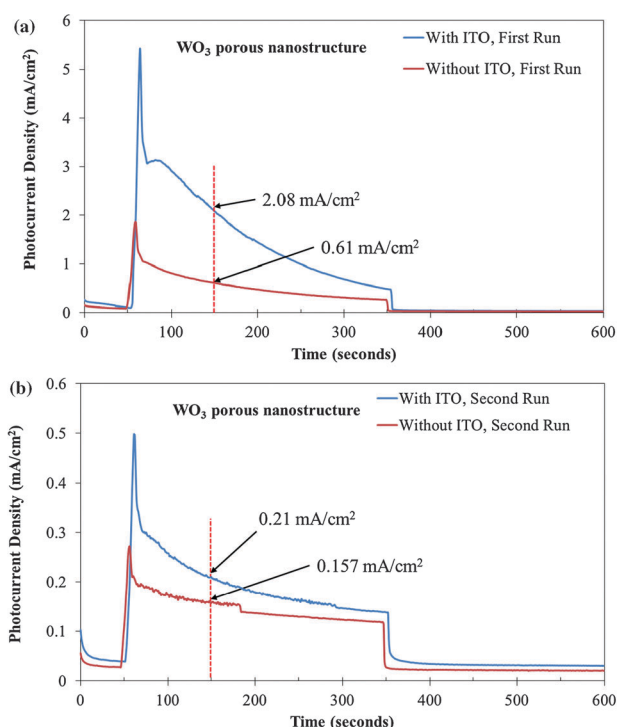 (a)
6
5
4
3
2
1
0
Photocurrent Density (mA/cm²)
WO₃ porous nanostructure
With ITO, First Run
Without ITO, First Run
2.08 mA/cm²
0.61 mA/cm²
0 100 200 300 400 500 600
Time (seconds)
(b)
0.6
0.5
0.4
0.3
0.2
0.1
0
Photocurrent Density (mA/cm²)
WO₃ porous nanostructure
With ITO, Second Run
Without ITO, Second Run
0.21 mA/cm²
0.157 mA/cm²
0 100 200 300 400 500 600
Time (seconds)